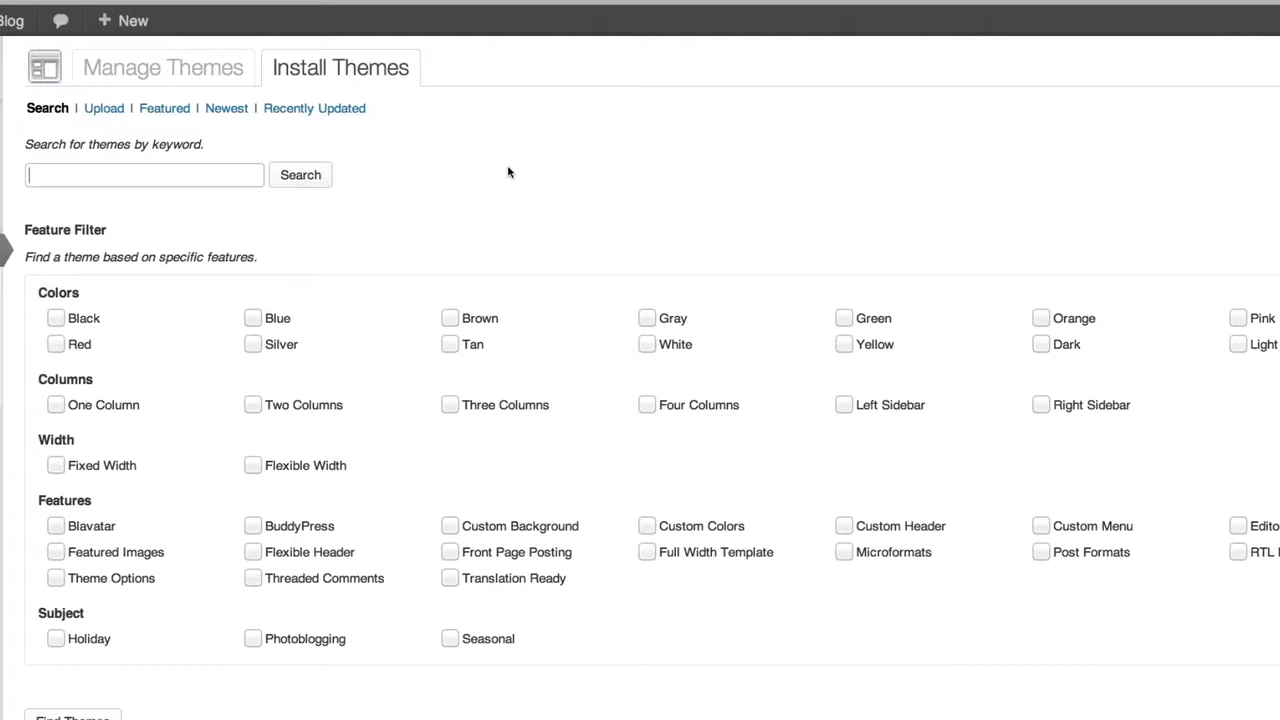 Blog New
Manage Themes Install Themes
Search | Upload | Featured | Newest | Recently Updated
Search for themes by keyword.
Search
Feature Filter
Find a theme based on specific features.
Colors
Black Blue Brown Gray Green Orange Pink
Red Silver Tan White Yellow Dark Light
Columns
One Column Two Columns Three Columns Four Columns Left Sidebar Right Sidebar
Width
Fixed Width Flexible Width
Features
Blavatar BuddyPress Custom Background Custom Colors Custom Header Custom Menu Edito
Featured Images Flexible Header Front Page Posting Full Width Template Microformats Post Formats RTL
Theme Options Threaded Comments Translation Ready
Subject
Holiday Photoblogging Seasonal
Find Themes